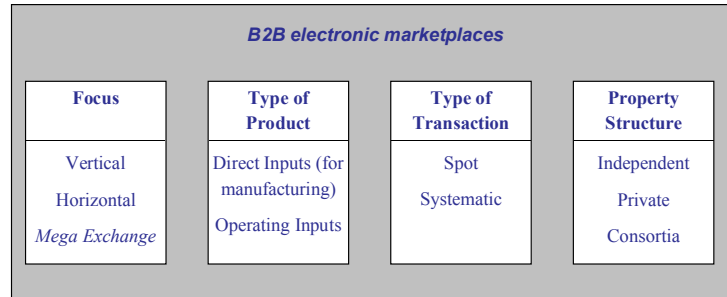 B2B electronic marketplaces
Focus
Vertical
Horizontal
Mega Exchange
Type of
Product
Direct Inputs (for
manufacturing)
Operating Inputs
Type of
Transaction
Spot
Systematic
Property
Structure
Independent
Private
Consortia